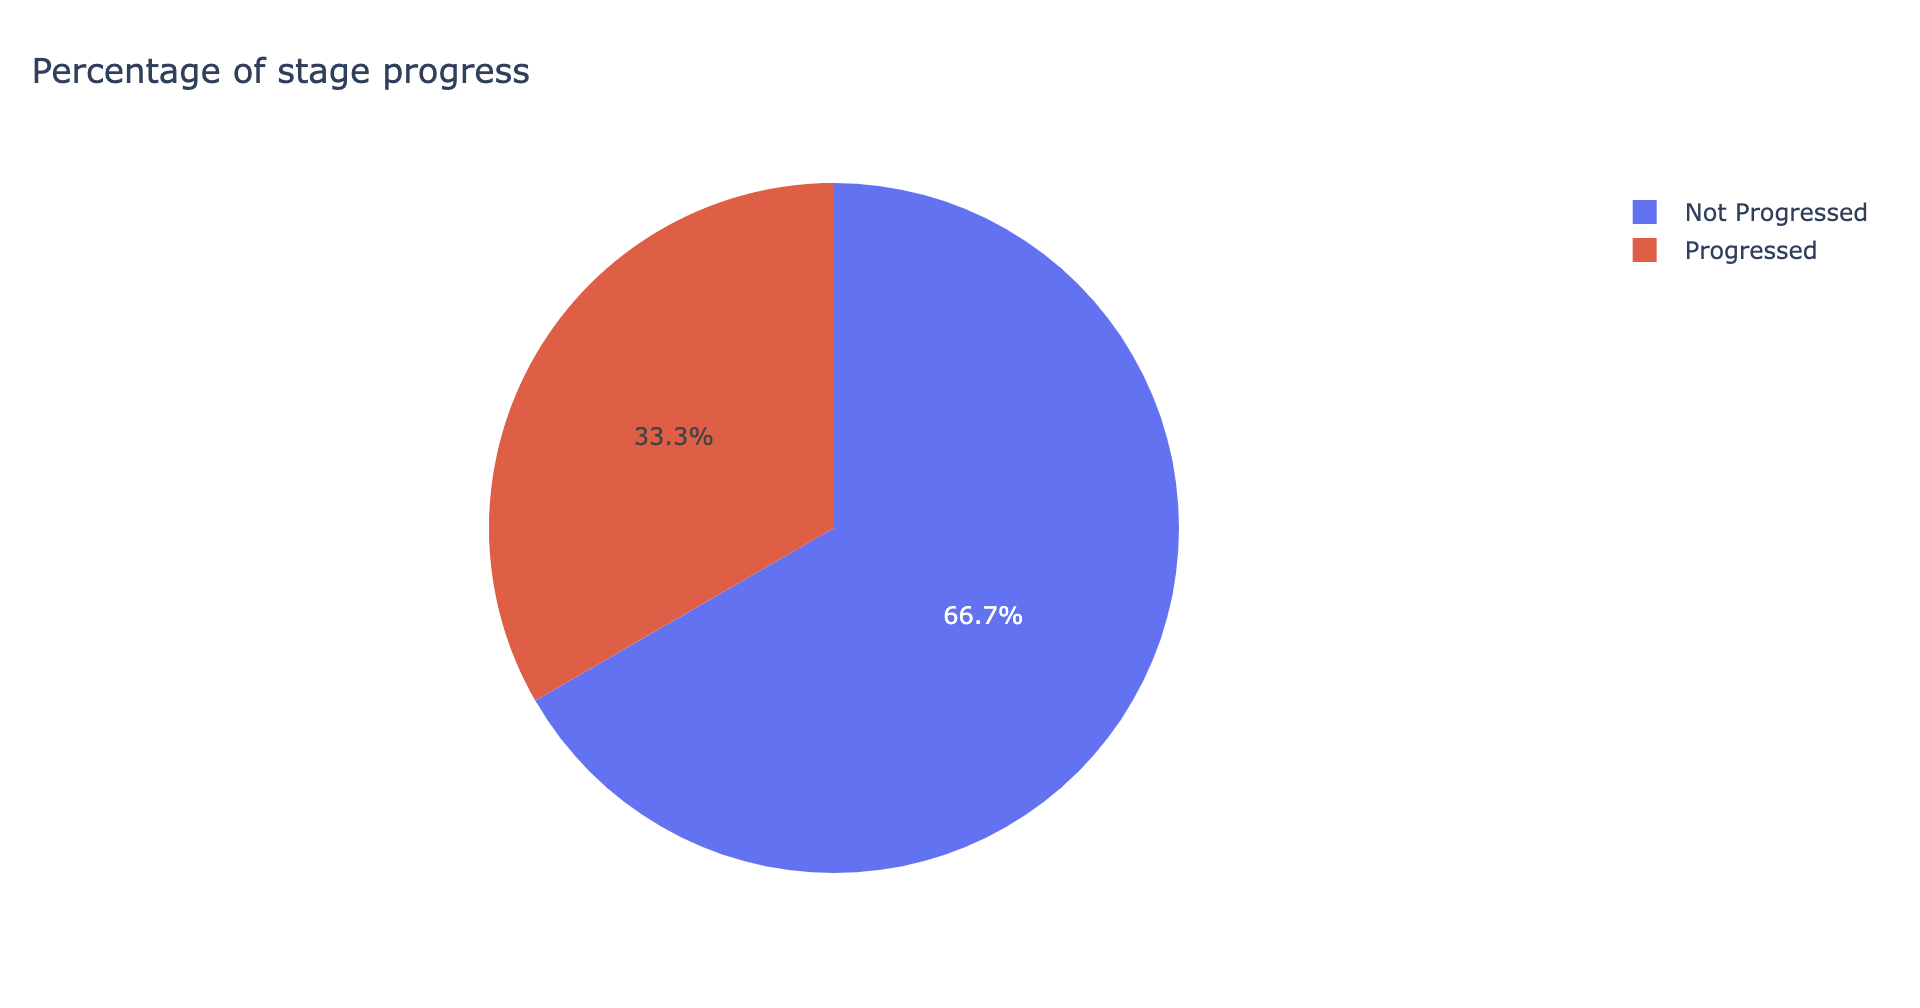 Percentage of stage progress
Not Progressed
Progressed
33.3%
66.7%